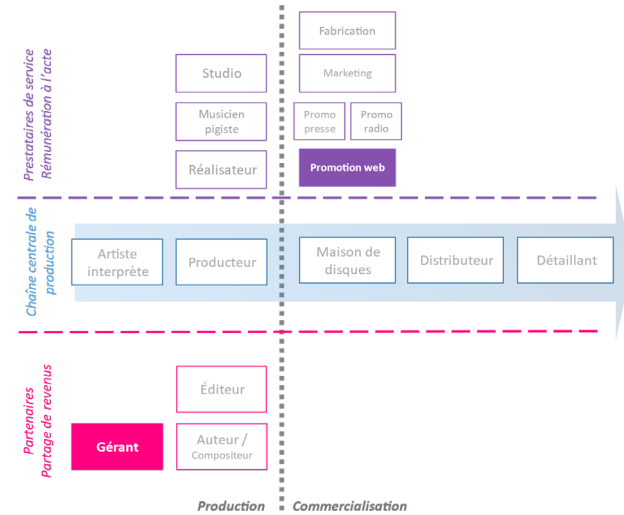 Prestataires de service
Rémunération à l'acte
Fabrication
Studio
Marketing
Musicien
pigiste
Promo
presse
Promo
radio
Réalisateur
Promotion web
Chaîne centrale de
production
Artiste
interprète
Producteur
Maison de
disques
Distributeur
Détaillant
Partenaires
Partage de revenus
Éditeur
Gérant
Auteur /
Compositeur
Production
Commercialisation